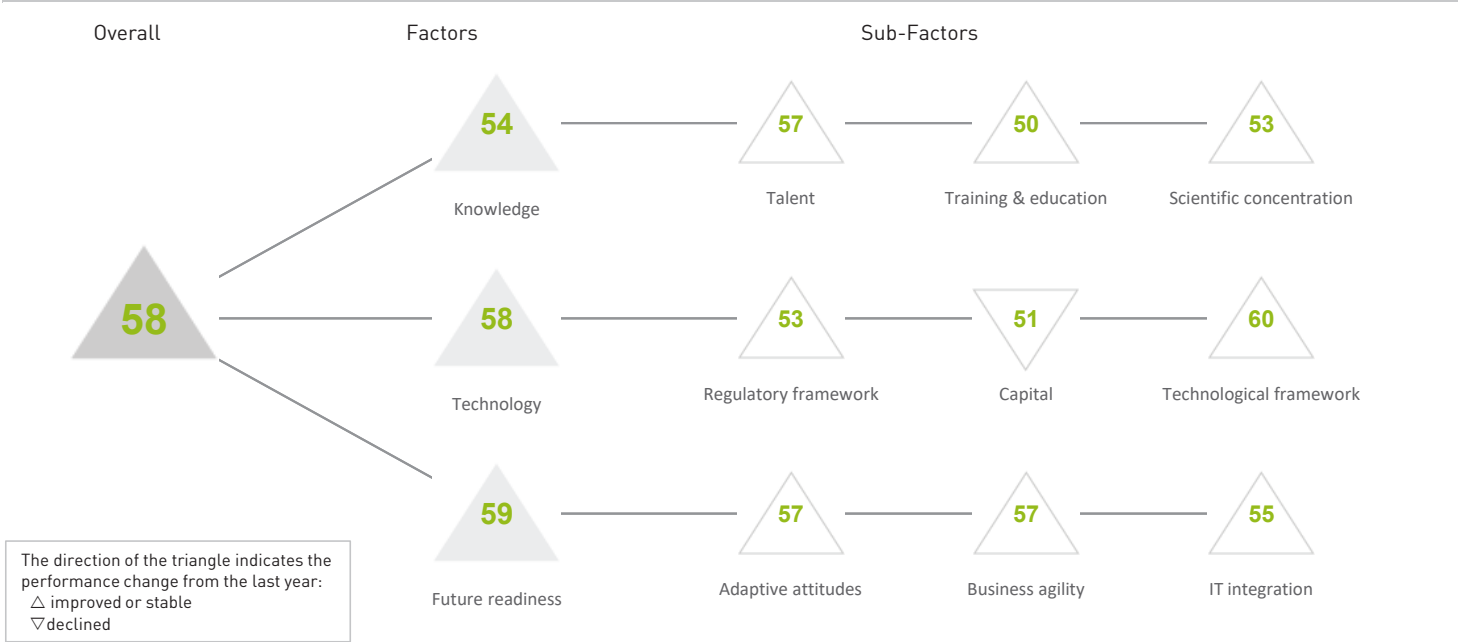 Overall Factors Sub-Factors
54 57 50 53
Knowledge Talent Training & education Scientific concentration
58 58 53 51 60
Technology Regulatory framework Capital Technological framework
59 57 57 55
Future readiness Adaptive attitudes Business agility IT integration
The direction of the triangle indicates the
performance change from the last year:
△ improved or stable
▽ declined